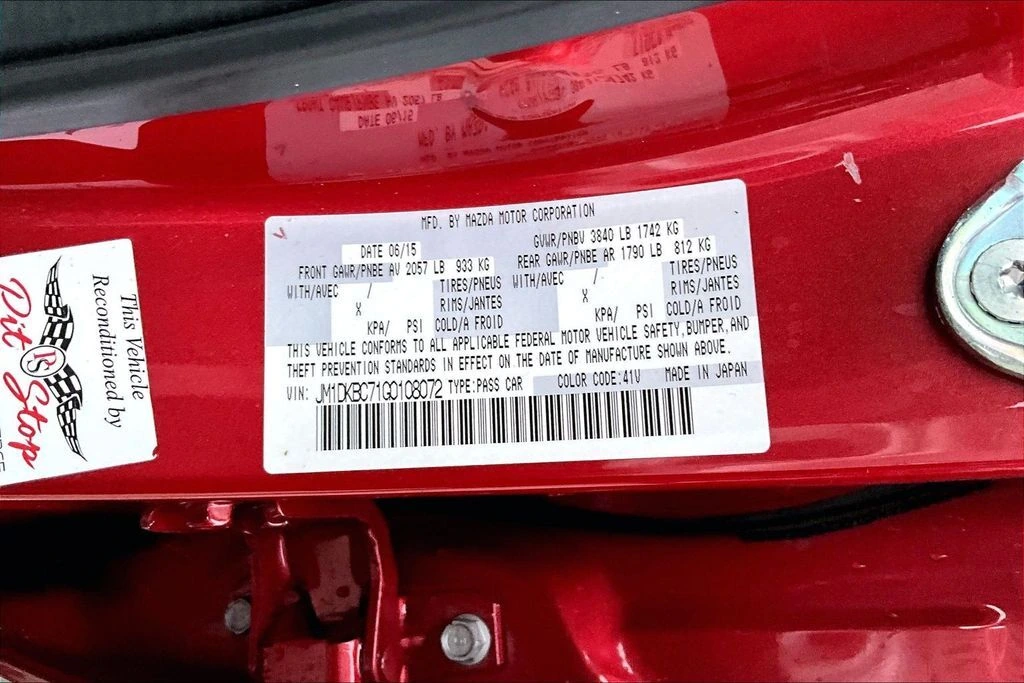 MFD. BY MAZDA MOTOR CORPORATION
DATE 06/15
GVWR/PNBV 3840 LB 1742 KG
FRONT GAWR/PNBE AV 2057 LB 933 KG
REAR GAWR/PNBE AR 1790 LB 812 KG
WITH/AVEC / TIRES/PNEUS
WITH/AVEC / TIRES/PNEUS
X RIMS/JANTES
X RIMS/JANTES
KPA/ PSI COLD/A FROID
KPA/ PSI COLD/A FROID
THIS VEHICLE CONFORMS TO ALL APPLICABLE FEDERAL MOTOR VEHICLE SAFETY,BUMPER,AND
THEFT PREVENTION STANDARDS IN EFFECT ON THE DATE OF MANUFACTURE SHOWN ABOVE.
VIN: JM1DKBC71G0108072 TYPE:PASS CAR COLOR CODE:41V MADE IN JAPAN
This Vehicle
Reconditioned by
Pit Stop
PS